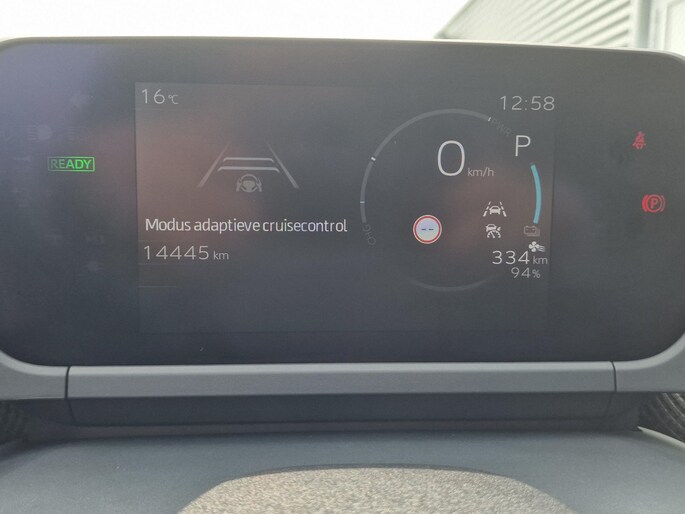 16°C
12:58
READY
P
0 km/h
Modus adaptieve cruisecontrol
--
14445 km
334 km
94%